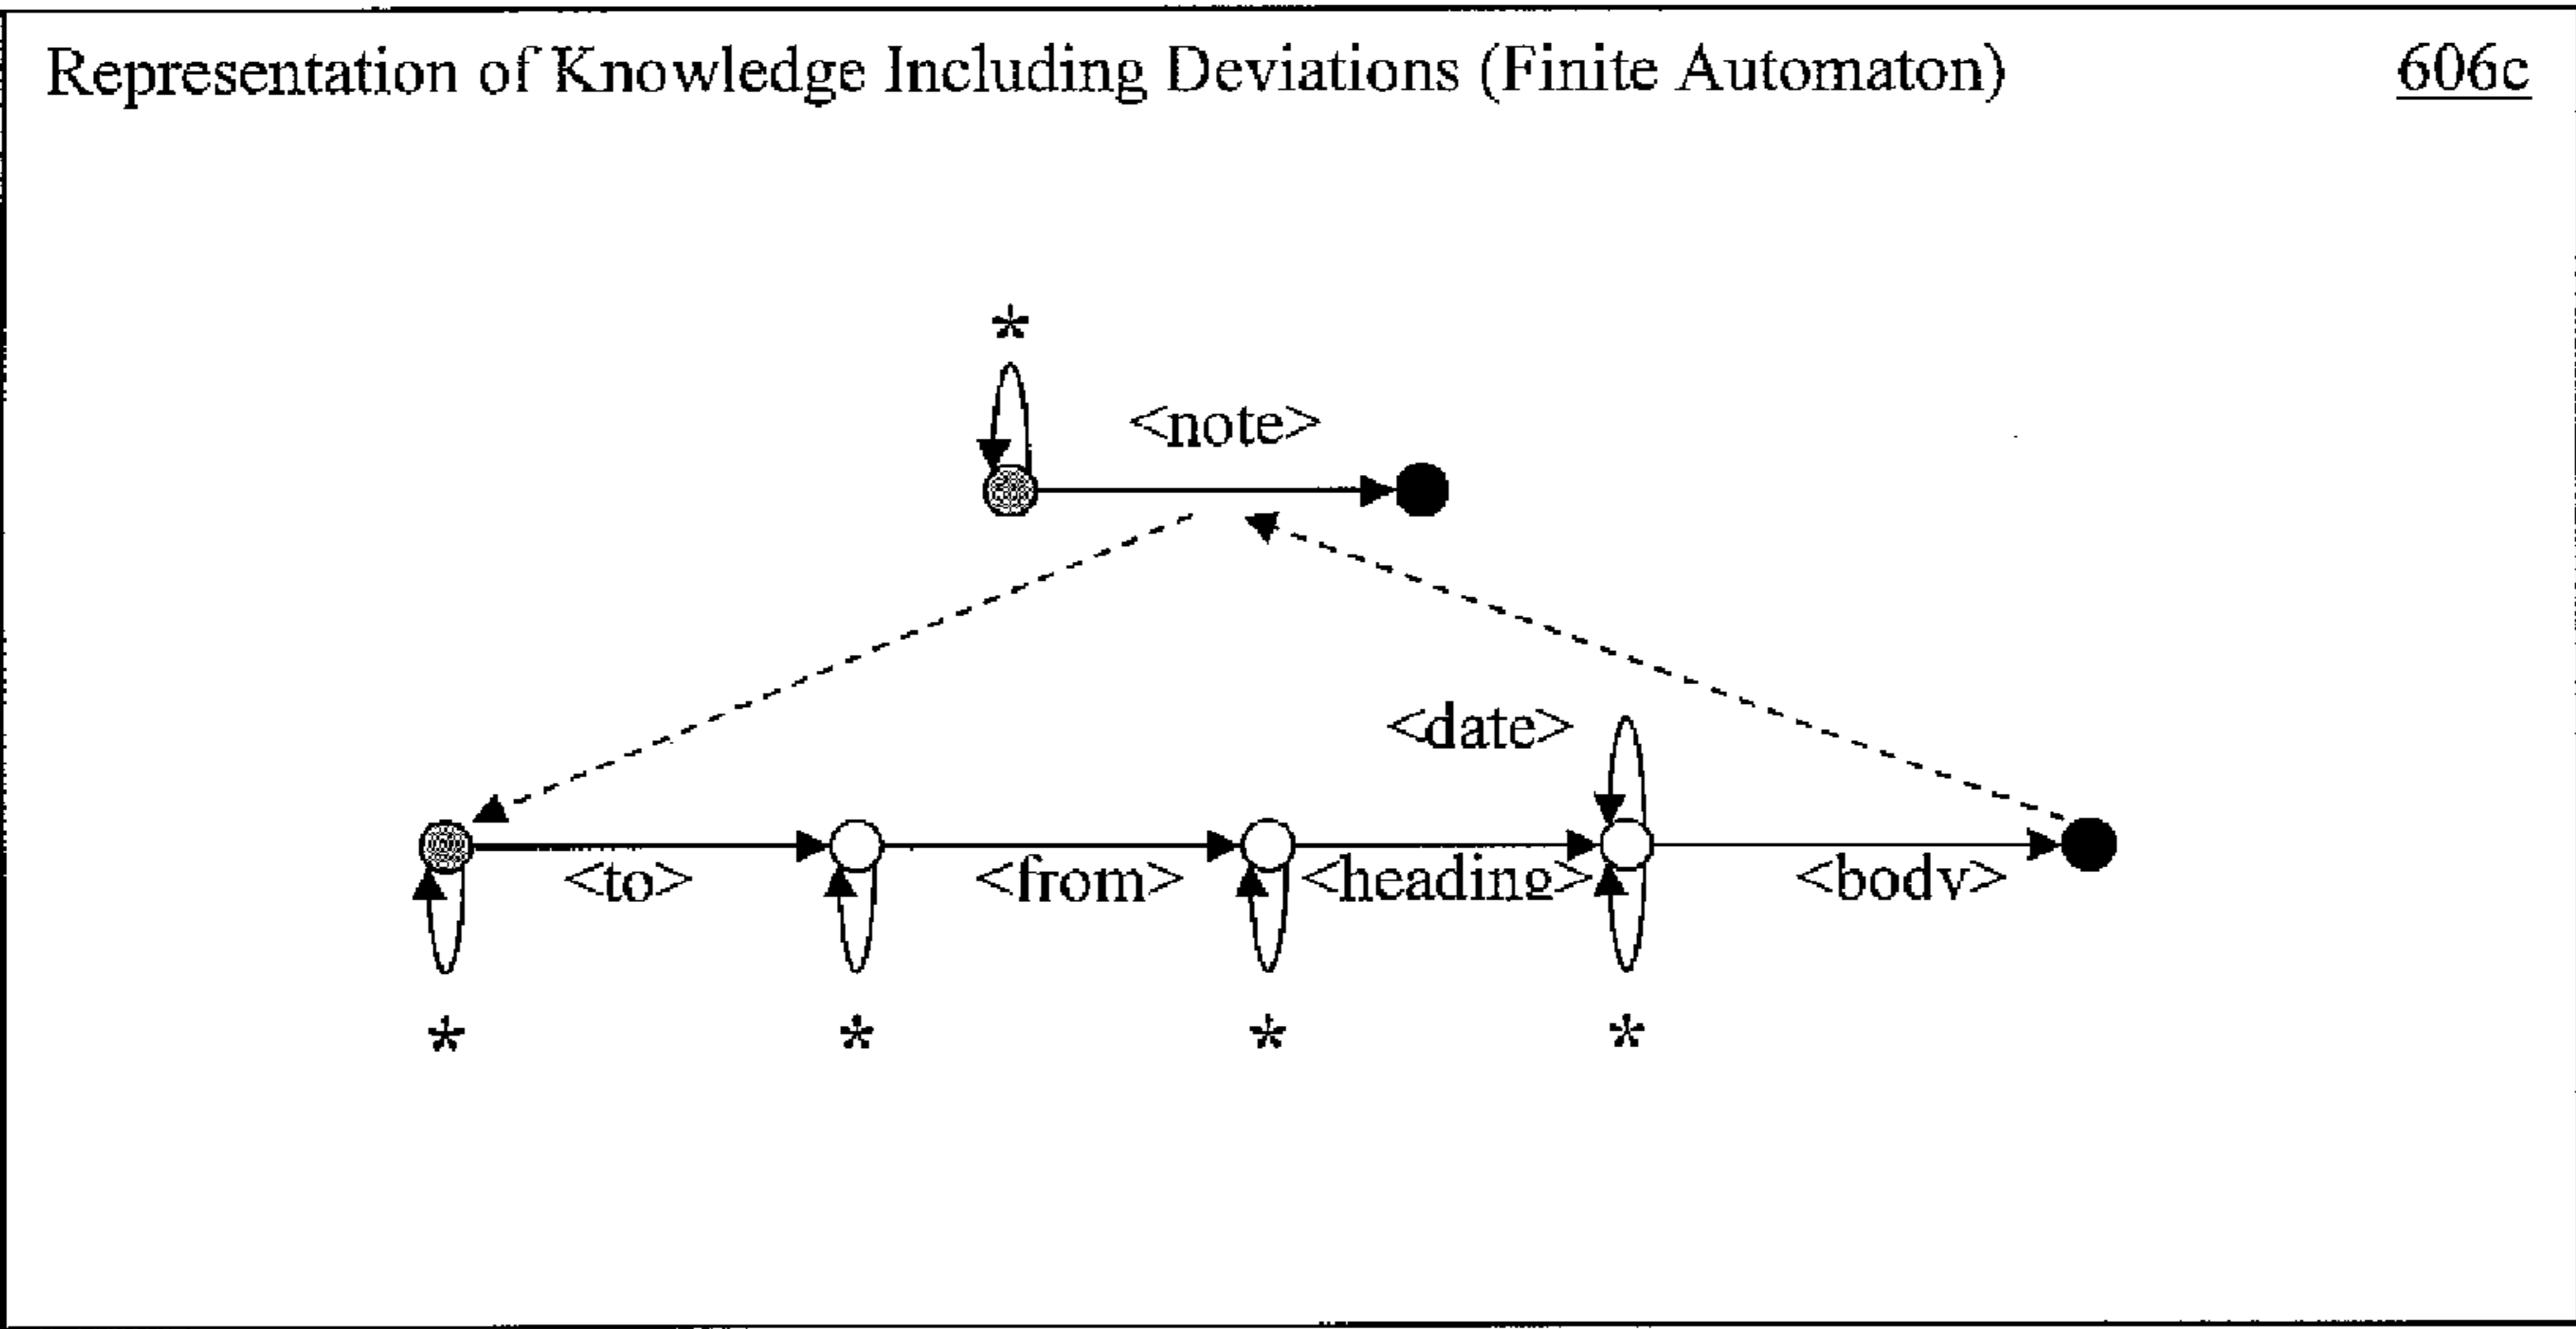 Representation of Knowledge Including Deviations (Finite Automaton) 606c
*
<note>
<date>
<to> <from> <heading> <body>
* * * *